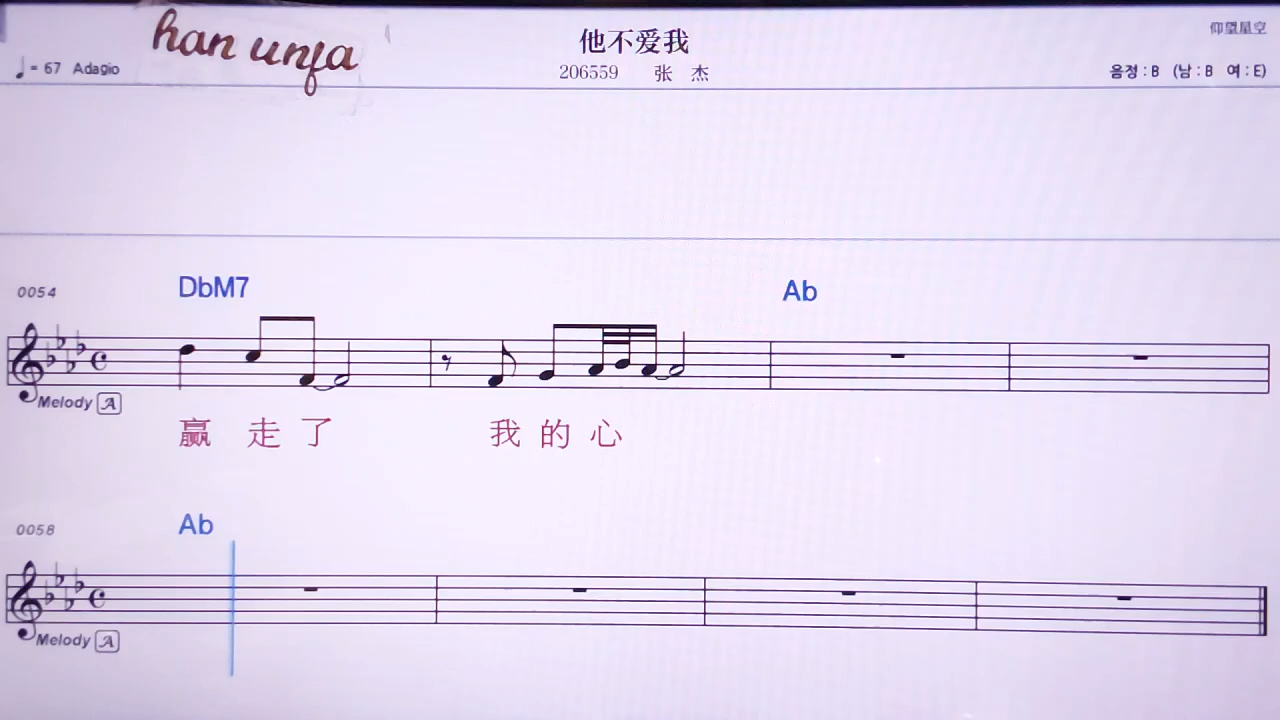 han unfa
他不爱我
仰望星空
♩= 67 Adagio
206559 张 杰
음정 : B (남 : B 여 : E)
0054
DbM7
Ab
Melody A
赢 走 了 我 的 心
0058
Ab
Melody A